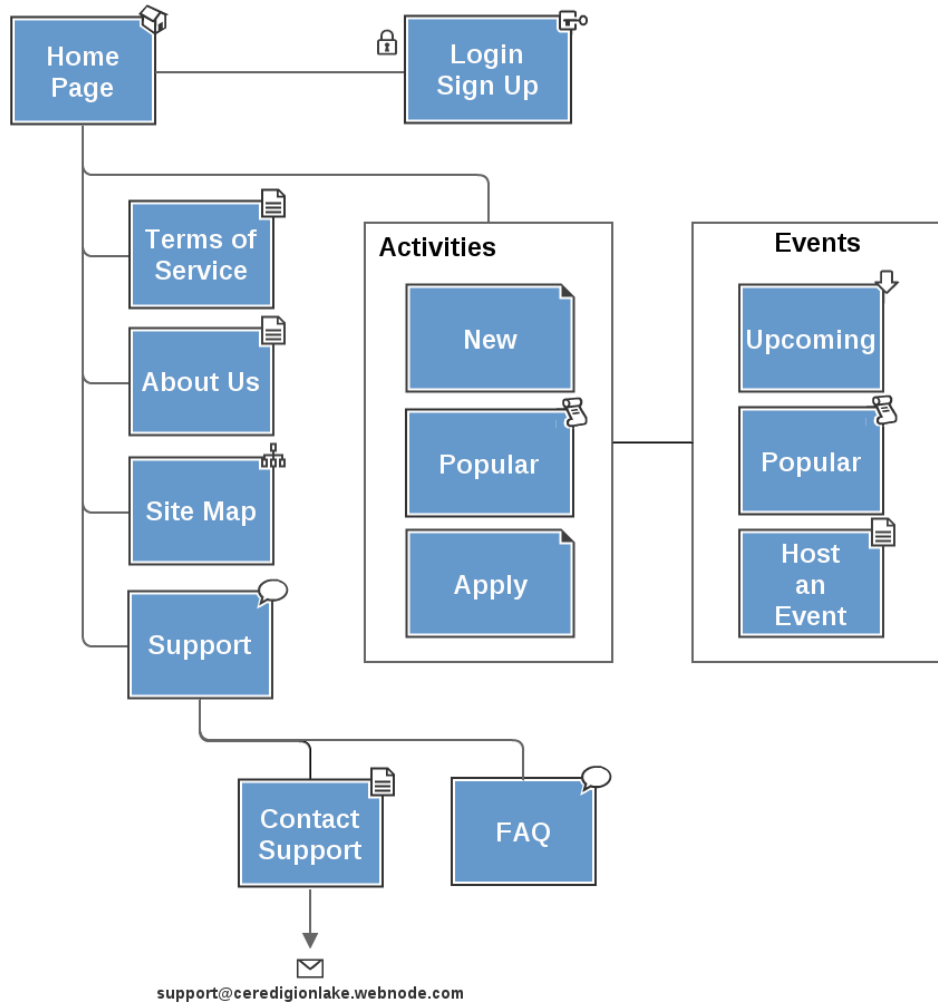 Home
Page
Login
Sign Up
Terms of
Service
About Us
Site Map
Support
Activities
New
Popular
Apply
Events
Upcoming
Popular
Host
an
Event
Contact
Support
FAQ
support@ceredigionlake.webnode.com